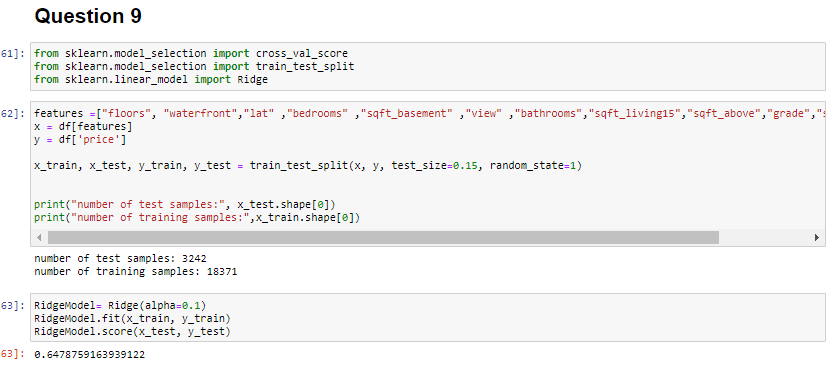 Question 9
61]:
from sklearn.model_selection import cross_val_score
from sklearn.model_selection import train_test_split
from sklearn.linear_model import Ridge
62]:
features =["floors", "waterfront","lat" ,"bedrooms" ,"sqft_basement" ,"view" ,"bathrooms","sqft_living15","sqft_above","grade","s
x = df[features]
y = df['price']
x_train, x_test, y_train, y_test = train_test_split(x, y, test_size=0.15, random_state=1)
print("number of test samples:", x_test.shape[0])
print("number of training samples:",x_train.shape[0])
number of test samples: 3242
number of training samples: 18371
63]:
RidgeModel= Ridge(alpha=0.1)
RidgeModel.fit(x_train, y_train)
RidgeModel.score(x_test, y_test)
63]:
0.6478759163939122